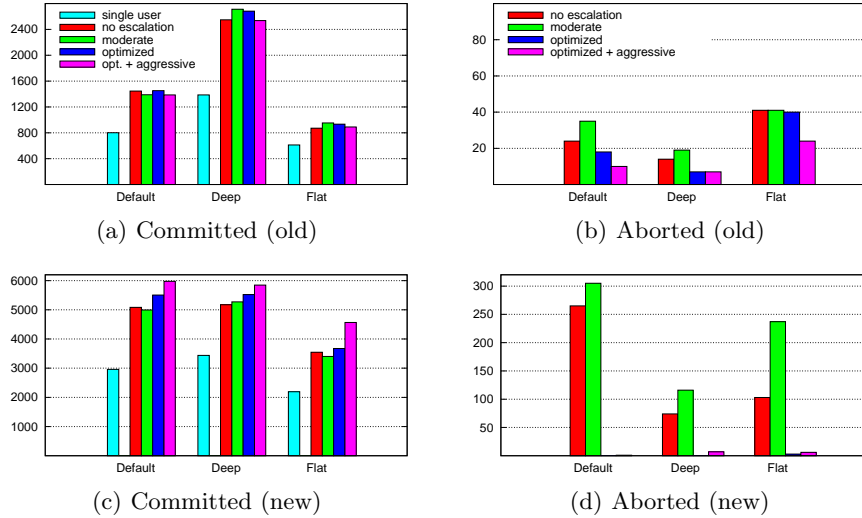 single user
no escalation
moderate
optimized
opt. + aggressive
2400
2000
1600
1200
800
400
Default Deep Flat
(a) Committed (old)
no escalation
moderate
optimized
optimized + aggressive
80
60
40
20
Default Deep Flat
(b) Aborted (old)
6000
5000
4000
3000
2000
1000
Default Deep Flat
(c) Committed (new)
300
250
200
150
100
50
Default Deep Flat
(d) Aborted (new)